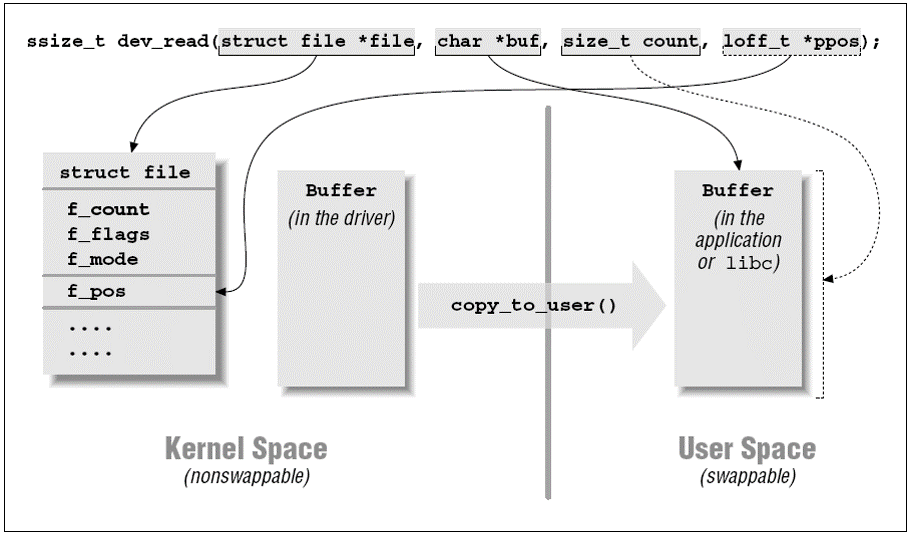 ssize_t dev_read(struct file *file, char *buf, size_t count, loff_t *ppos);
struct file
f_count
f_flags
f_mode
f_pos
....
....
Buffer
(in the driver)
copy_to_user()
Buffer
(in the
application
or libc)
Kernel Space
(nonswappable)
User Space
(swappable)